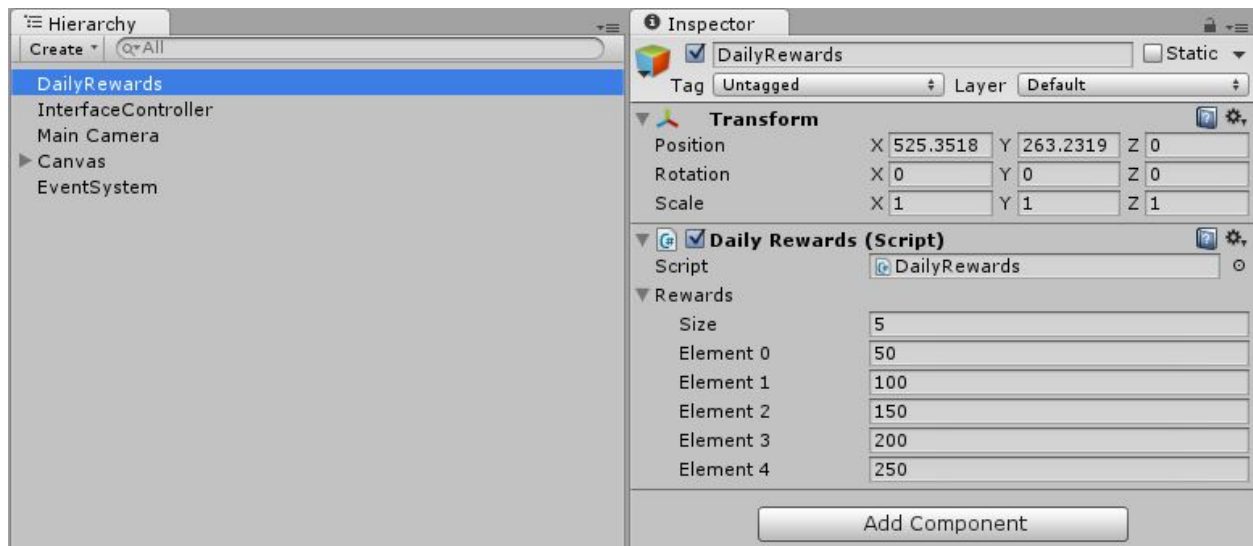 Hierarchy
Create All
DailyRewards
InterfaceController
Main Camera
Canvas
EventSystem
Inspector
DailyRewards Static
Tag Untagged Layer Default
Transform
Position X 525.3518 Y 263.2319 Z 0
Rotation X 0 Y 0 Z 0
Scale X 1 Y 1 Z 1
Daily Rewards (Script)
Script DailyRewards
Rewards
Size 5
Element 0 50
Element 1 100
Element 2 150
Element 3 200
Element 4 250
Add Component